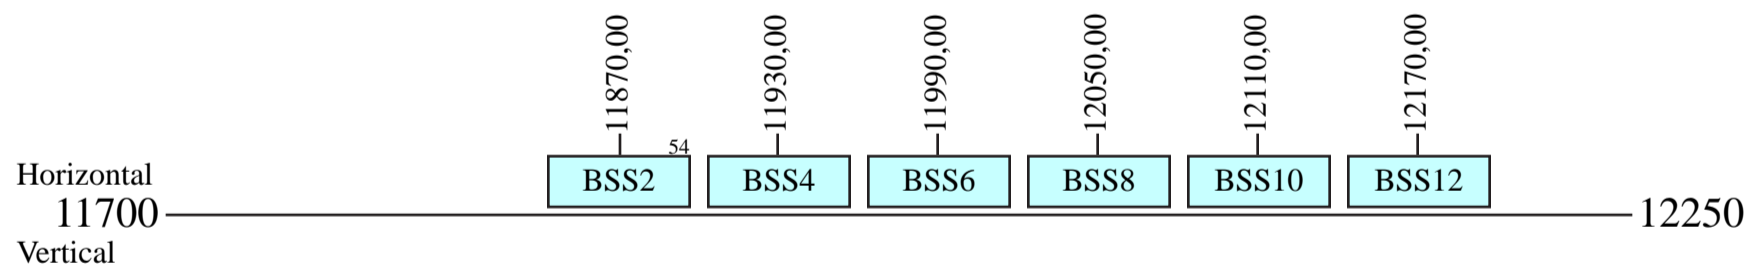 11870,00
11930,00
11990,00
12050,00
12110,00
12170,00
54
Horizontal
BSS2
BSS4
BSS6
BSS8
BSS10
BSS12
11700
12250
Vertical